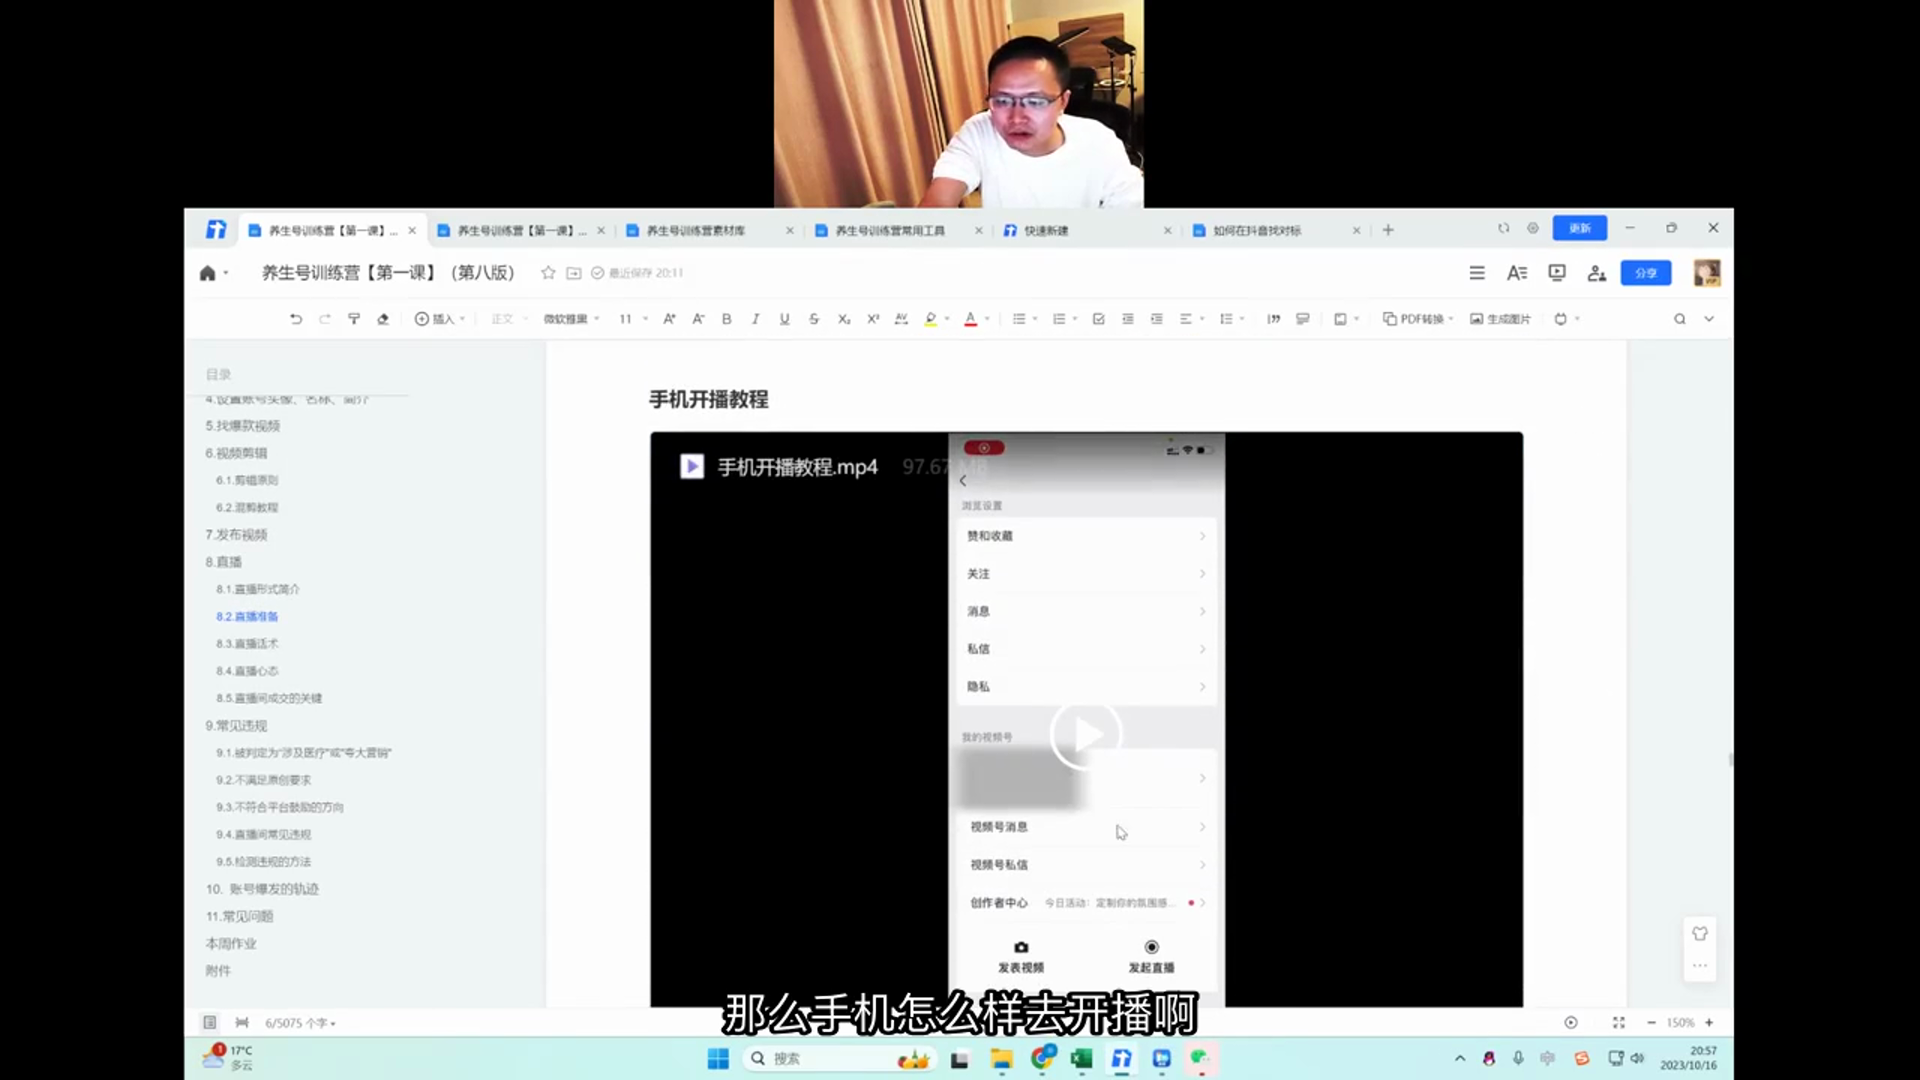 养生号训练营【第一课】...
养生号训练营【第一课】...
养生号训练营素材库
养生号训练营常用工具
快速新建
如何在抖音找对标
更新
养生号训练营【第一课】（第八版）
最近保存 20:11
分享
插入
正文
微软雅黑
11
PDF转换
生成图片
目录
4.设置账号头像、名称、简介
5.找爆款视频
6.视频剪辑
6.1.剪辑原则
6.2.混剪教程
7.发布视频
8.直播
8.1.直播形式简介
8.2.直播准备
8.3.直播话术
8.4.直播心态
8.5.直播间成交的关键
9.常见违规
9.1.被判定为“涉及医疗”或“夸大营销”
9.2.不满足原创要求
9.3.不符合平台鼓励的方向
9.4.直播间常见违规
9.5.检测违规的方法
10. 账号爆发的轨迹
11.常见问题
本周作业
附件
手机开播教程
手机开播教程.mp4 97.67 MB
浏览设置
赞和收藏
关注
消息
私信
隐私
我的视频号
视频号消息
视频号私信
创作者中心 今日活动：定制你的氛围感...
发表视频
发起直播
那么手机怎么样去开播啊
6/5075 个字
150%
17°C
多云
搜索
20:57
2023/10/16